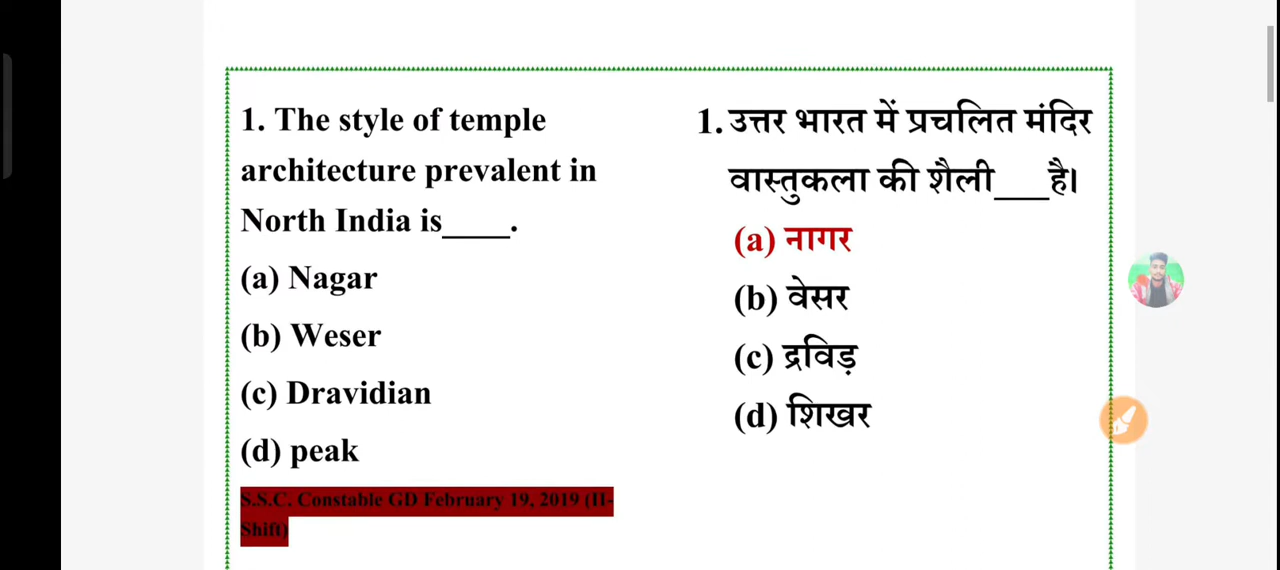 1. The style of temple
architecture prevalent in
North India is____.
(a) Nagar
(b) Weser
(c) Dravidian
(d) peak
S.S.C. Constable GD February 19, 2019 (II-
Shift)
1. उत्तर भारत में प्रचलित मंदिर
वास्तुकला की शैली___है।
(a) नागर
(b) वेसर
(c) द्रविड़
(d) शिखर